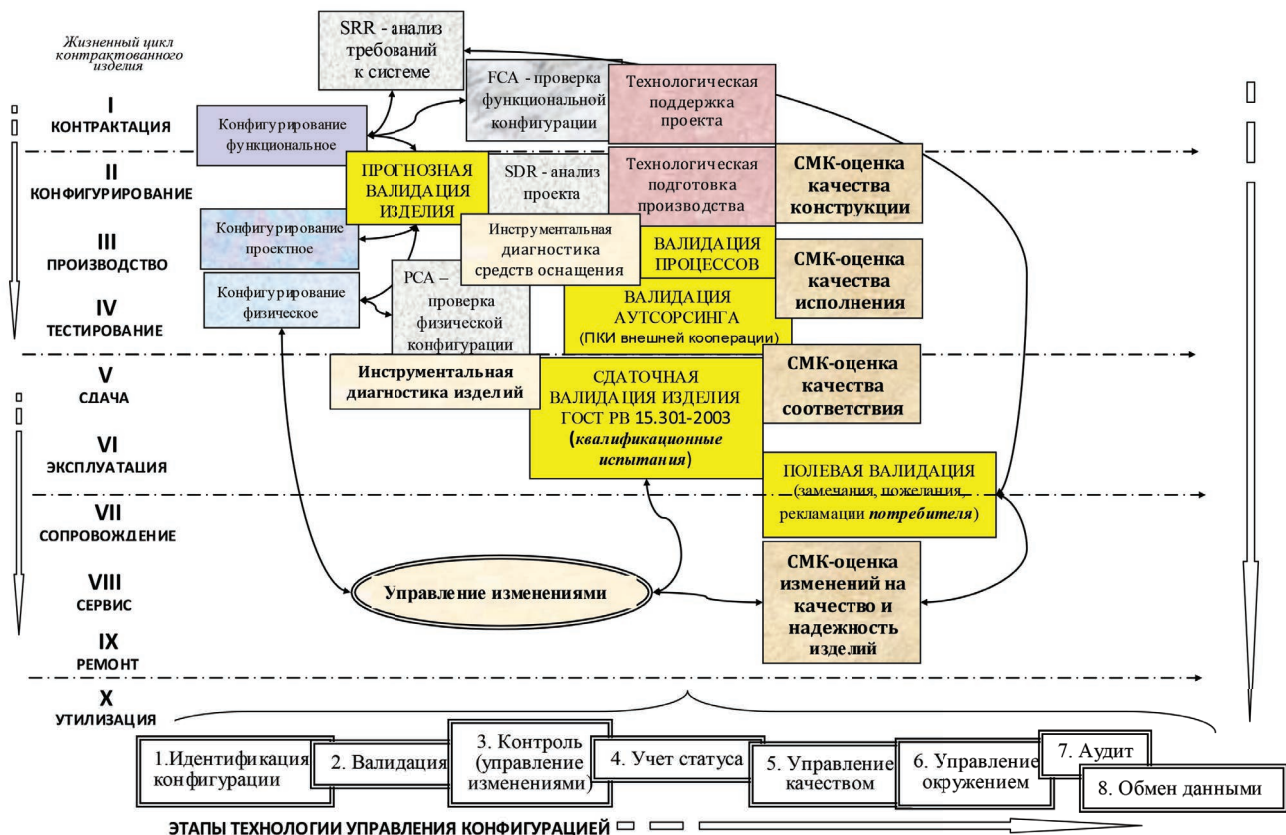 Жизненный цикл
контрактованного
изделия
I
КОНТРАКТАЦИЯ
II
КОНФИГУРИРОВАНИЕ
III
ПРОИЗВОДСТВО
IV
ТЕСТИРОВАНИЕ
V
СДАЧА
VI
ЭКСПЛУАТАЦИЯ
VII
СОПРОВОЖДЕНИЕ
VIII
СЕРВИС
IX
РЕМОНТ
X
УТИЛИЗАЦИЯ
SRR - анализ
требований
к системе
FCA - проверка
функциональной
конфигурации
Технологическая
поддержка
проекта
Конфигурирование
функциональное
ПРОГНОЗНАЯ
ВАЛИДАЦИЯ
ИЗДЕЛИЯ
SDR - анализ
проекта
Технологическая
подготовка
производства
СМК-оценка
качества
конструкции
Конфигурирование
проектное
Инструментальная
диагностика
средств оснащения
ВАЛИДАЦИЯ
ПРОЦЕССОВ
СМК-оценка
качества
исполнения
Конфигурирование
физическое
PCA –
проверка
физической
конфигурации
ВАЛИДАЦИЯ
АУТСОРСИНГА
(ПКИ внешней кооперации)
Инструментальная
диагностика изделий
СДАТОЧНАЯ
ВАЛИДАЦИЯ ИЗДЕЛИЯ
ГОСТ РВ 15.301-2003
(квалификационные
испытания)
СМК-оценка
качества
соответствия
ПОЛЕВАЯ ВАЛИДАЦИЯ
(замечания, пожелания,
рекламации потребителя)
Управление изменениями
СМК-оценка
изменений на
качество и
надежность
изделий
1.Идентификация
конфигурации
2. Валидация
3. Контроль
(управление
изменениями)
4. Учет статуса
5. Управление
качеством
6. Управление
окружением
7. Аудит
8. Обмен данными
ЭТАПЫ ТЕХНОЛОГИИ УПРАВЛЕНИЯ КОНФИГУРАЦИЕЙ